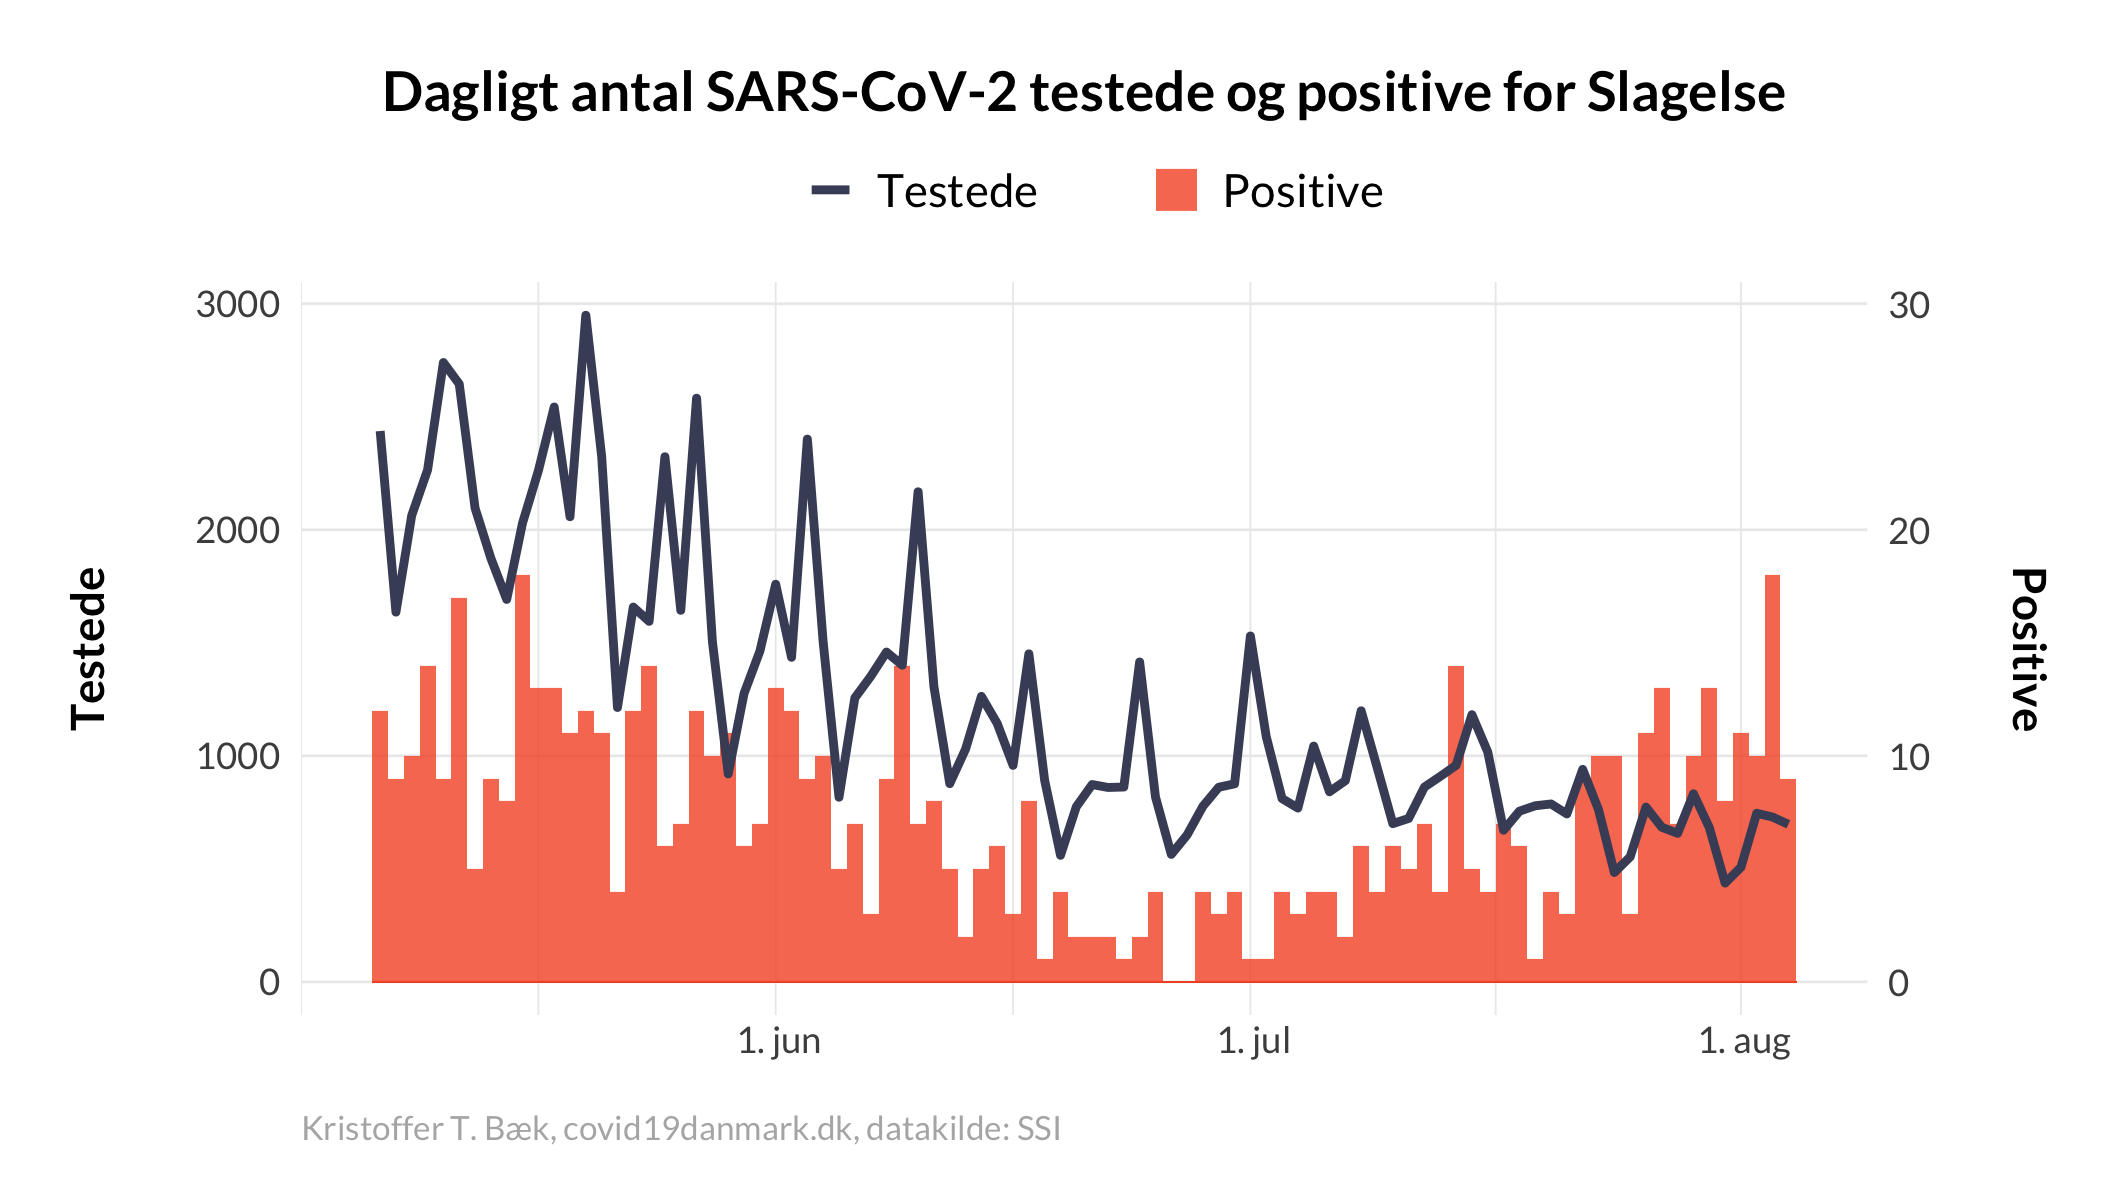 Dagligt antal SARS-CoV-2 testede og positive for Slagelse
Testede Positive
3000 30
2000 20
Testede
Positive
1000 10
0 0
1. jun 1. jul 1. aug
Kristoffer T. Bæk, covid19danmark.dk, datakilde: SSI